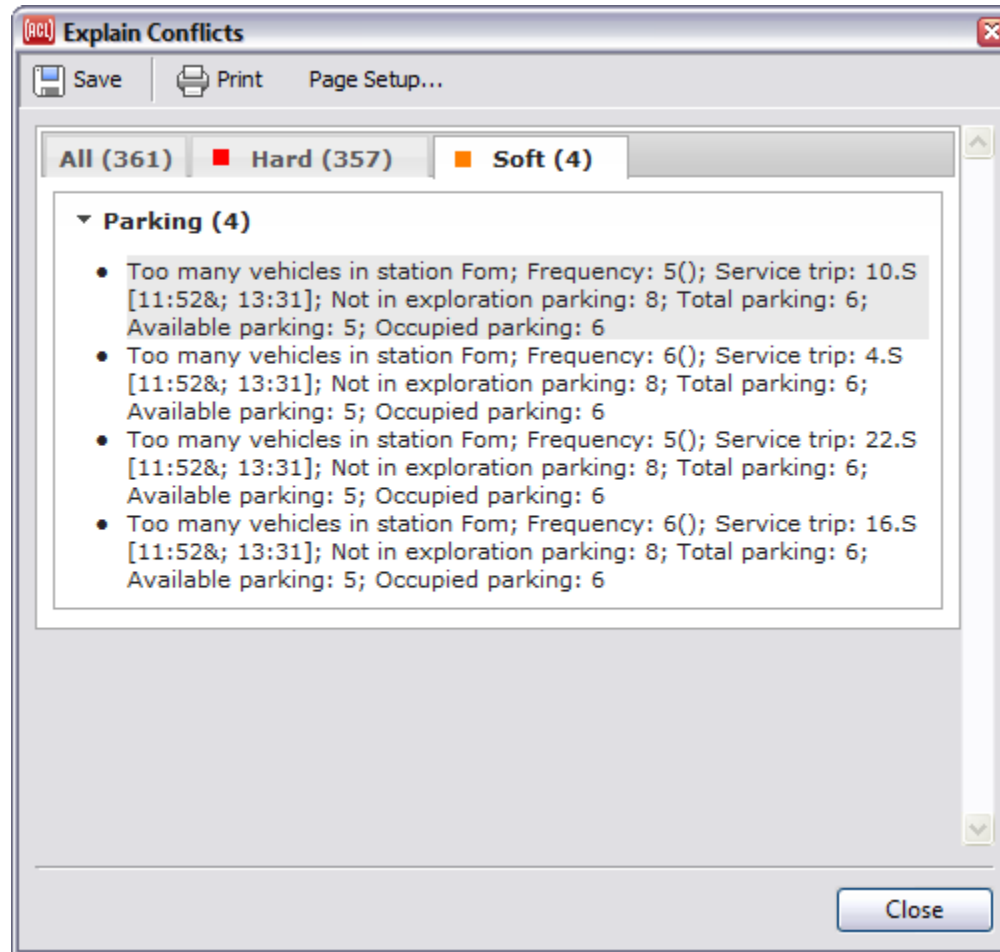 ACL Explain Conflicts
Save Print Page Setup...
All (361) Hard (357) Soft (4)
Parking (4)
• Too many vehicles in station Fom; Frequency: 5(); Service trip: 10.S
[11:52&; 13:31]; Not in exploration parking: 8; Total parking: 6;
Available parking: 5; Occupied parking: 6
• Too many vehicles in station Fom; Frequency: 6(); Service trip: 4.S
[11:52&; 13:31]; Not in exploration parking: 8; Total parking: 6;
Available parking: 5; Occupied parking: 6
• Too many vehicles in station Fom; Frequency: 5(); Service trip: 22.S
[11:52&; 13:31]; Not in exploration parking: 8; Total parking: 6;
Available parking: 5; Occupied parking: 6
• Too many vehicles in station Fom; Frequency: 6(); Service trip: 16.S
[11:52&; 13:31]; Not in exploration parking: 8; Total parking: 6;
Available parking: 5; Occupied parking: 6
Close